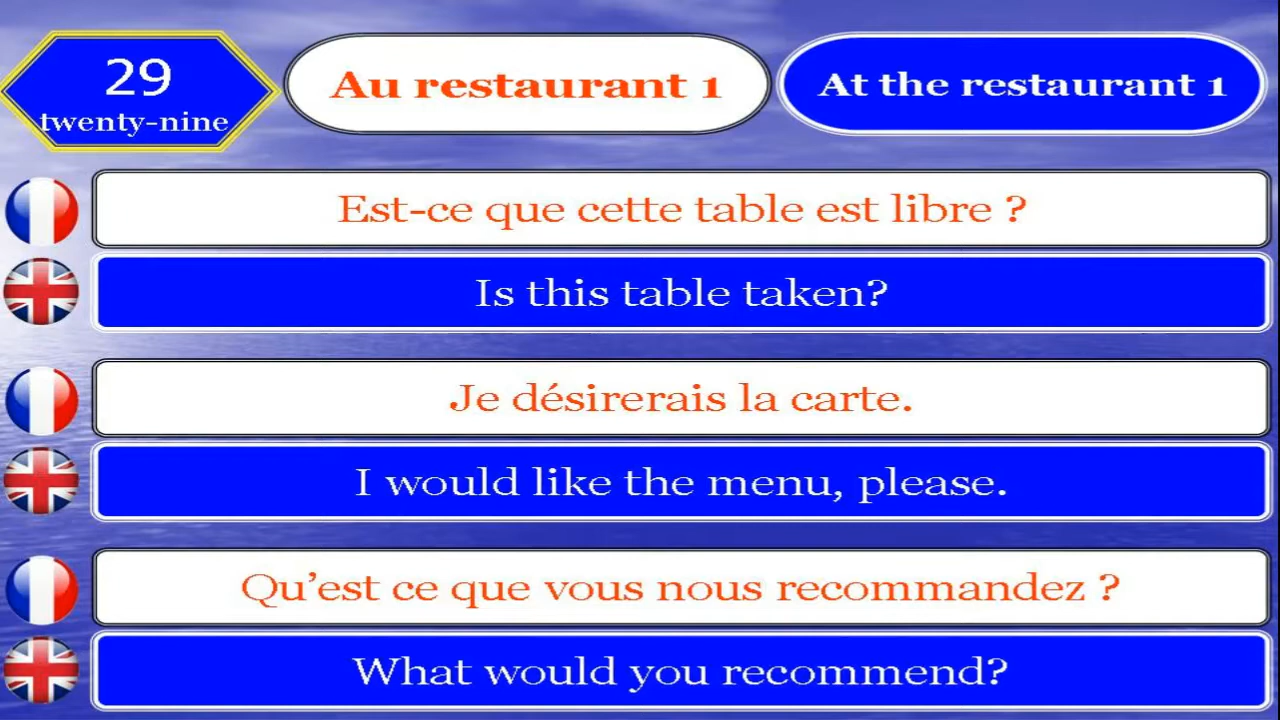 29
twenty-nine
Au restaurant 1
At the restaurant 1
Est-ce que cette table est libre ?
Is this table taken?
Je désirerais la carte.
I would like the menu, please.
Qu’est ce que vous nous recommandez ?
What would you recommend?